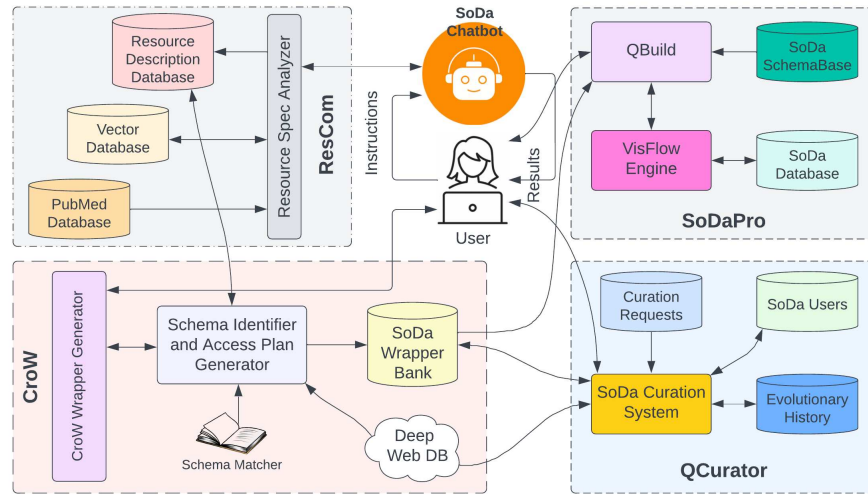 SoDa
Chatbot
Resource
Description
Database
Resource Spec Analyzer
ResCom
Vector
Database
PubMed
Database
Instructions
Results
User
QBuild
SoDa
SchemaBase
VisFlow
Engine
SoDa
Database
SoDaPro
CroW
CroW Wrapper Generator
Schema Identifier
and Access Plan
Generator
SoDa
Wrapper
Bank
Schema Matcher
Deep
Web DB
Curation
Requests
SoDa Users
SoDa Curation
System
Evolutionary
History
QCurator